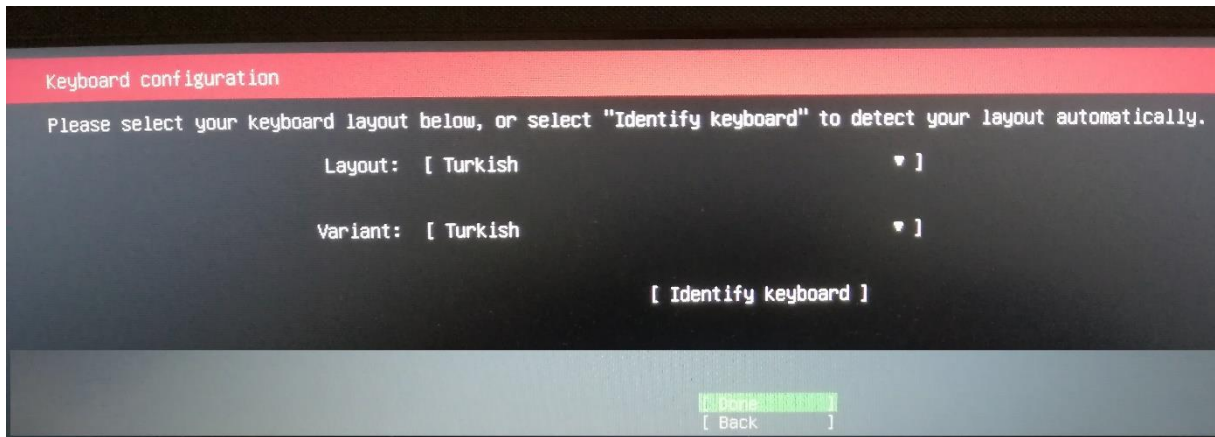 Keyboard configuration
Please select your keyboard layout below, or select "Identify keyboard" to detect your layout automatically.
Layout: [ Turkish ▼ ]
Variant: [ Turkish ▼ ]
[ Identify keyboard ]
[ Done ]
[ Back ]